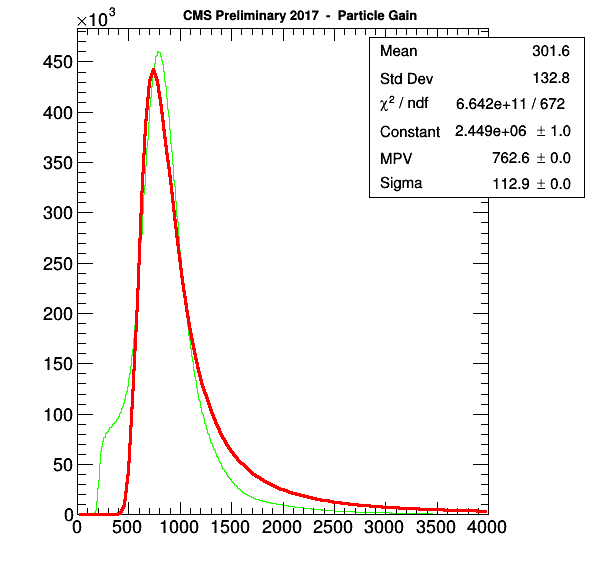 CMS Preliminary 2017 - Particle Gain
×10³
Mean 301.6
Std Dev 132.8
χ² / ndf 6.642e+11 / 672
Constant 2.449e+06 ± 1.0
MPV 762.6 ± 0.0
Sigma 112.9 ± 0.0
450
400
350
300
250
200
150
100
50
0
0 500 1000 1500 2000 2500 3000 3500 4000